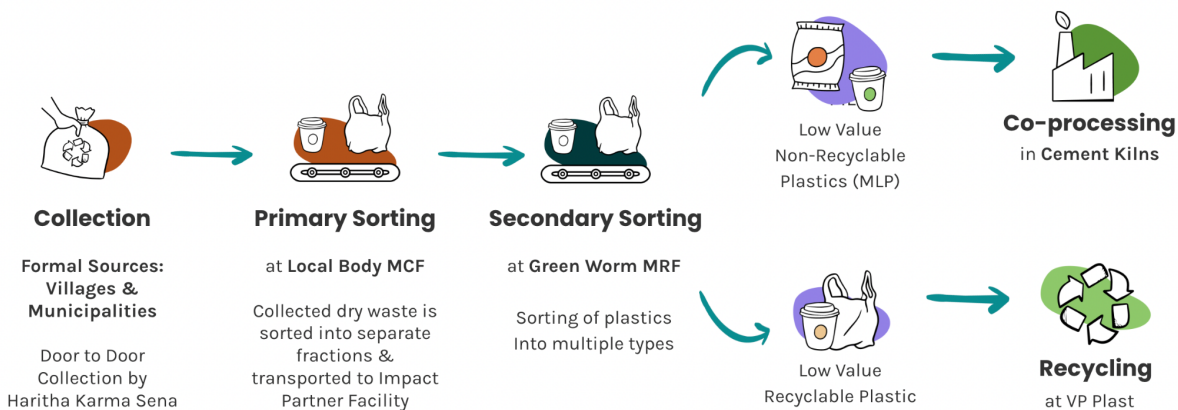 Collection
Formal Sources:
Villages &
Municipalities
Door to Door
Collection by
Haritha Karma Sena
Primary Sorting
at Local Body MCF
Collected dry waste is
sorted into separate
fractions &
transported to Impact
Partner Facility
Secondary Sorting
at Green Worm MRF
Sorting of plastics
Into multiple types
Low Value
Non-Recyclable
Plastics (MLP)
Co-processing
in Cement Kilns
Low Value
Recyclable Plastic
Recycling
at VP Plast